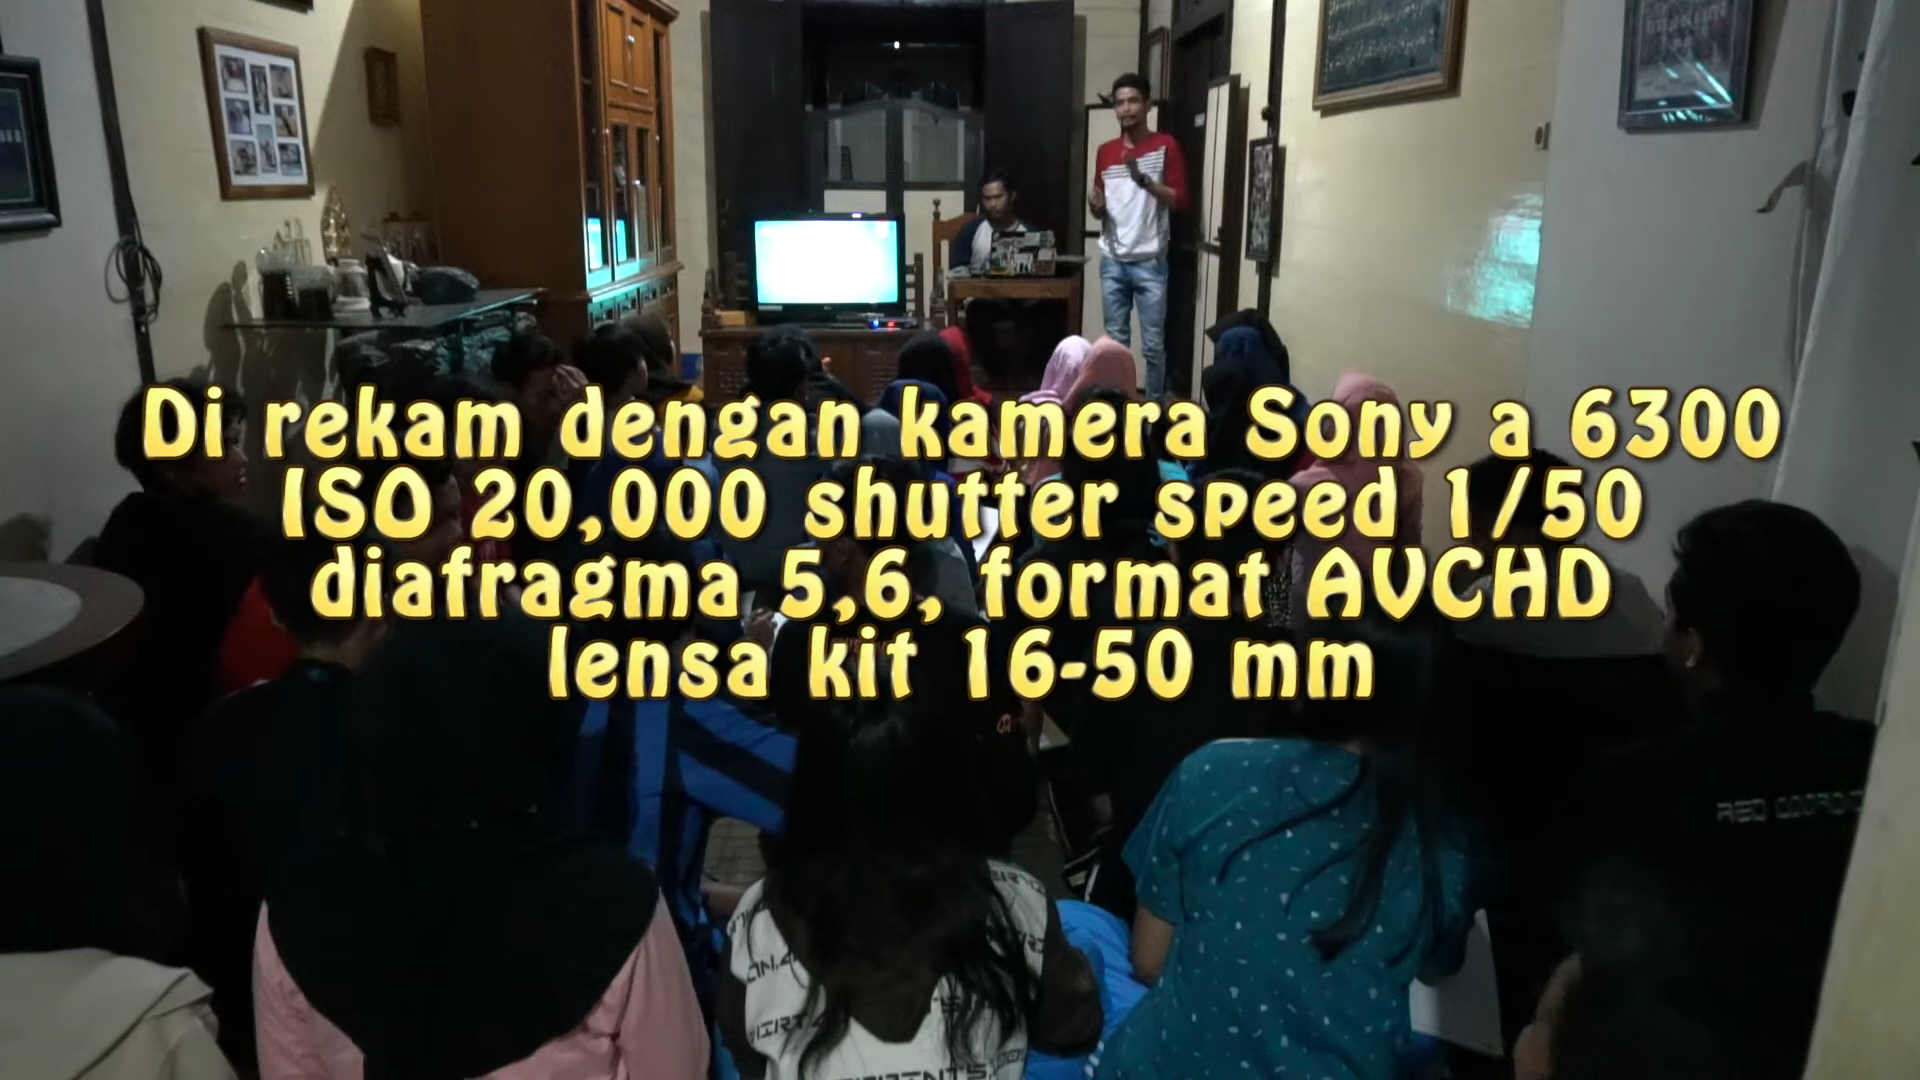 Di rekam dengan kamera Sony a 6300
ISO 20,000 shutter speed 1/50
diafragma 5,6, format AVCHD
lensa kit 16-50 mm